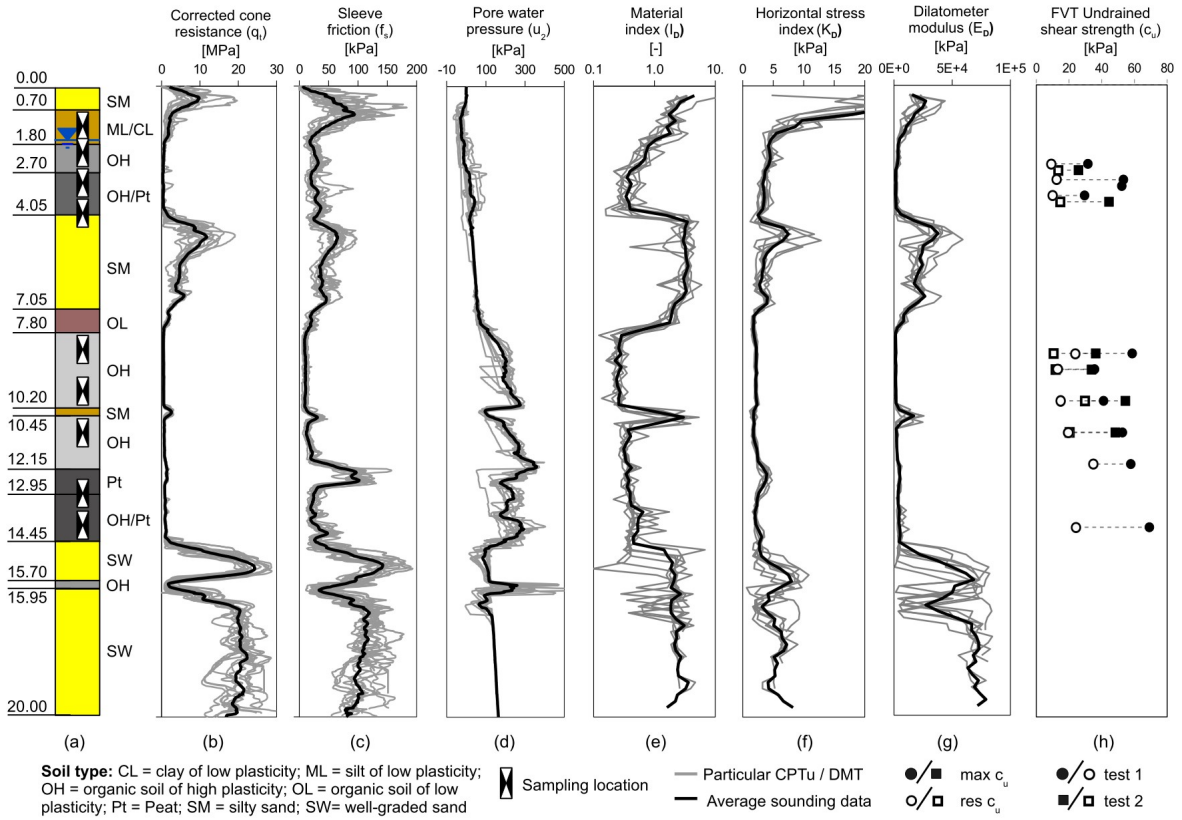 Corrected cone
resistance (qt)
[MPa]
Sleeve
friction (fs)
[kPa]
Pore water
pressure (u2)
[kPa]
Material
index (ID)
[-]
Horizontal stress
index (KD)
[kPa]
Dilatometer
modulus (ED)
[kPa]
FVT Undrained
shear strength (cu)
[kPa]
0 10 20 30
0 50 100 150 200
-10 100 300 500
0.1 1.0 10.
0 5 10 15 20
0E+0 5E+4 1E+5
0 20 40 60 80
0.00
0.70
1.80
2.70
4.05
7.05
7.80
10.20
10.45
12.15
12.95
14.45
15.70
15.95
20.00
SM
ML/CL
OH
OH/Pt
SM
OL
OH
SM
OH
Pt
OH/Pt
SW
OH
SW
(a) (b) (c) (d) (e) (f) (g) (h)
Soil type: CL = clay of low plasticity; ML = silt of low plasticity;
OH = organic soil of high plasticity; OL = organic soil of low
plasticity; Pt = Peat; SM = silty sand; SW= well-graded sand
Sampling location
Particular CPTu / DMT
Average sounding data
/ max cu
/ res cu
/ test 1
/ test 2